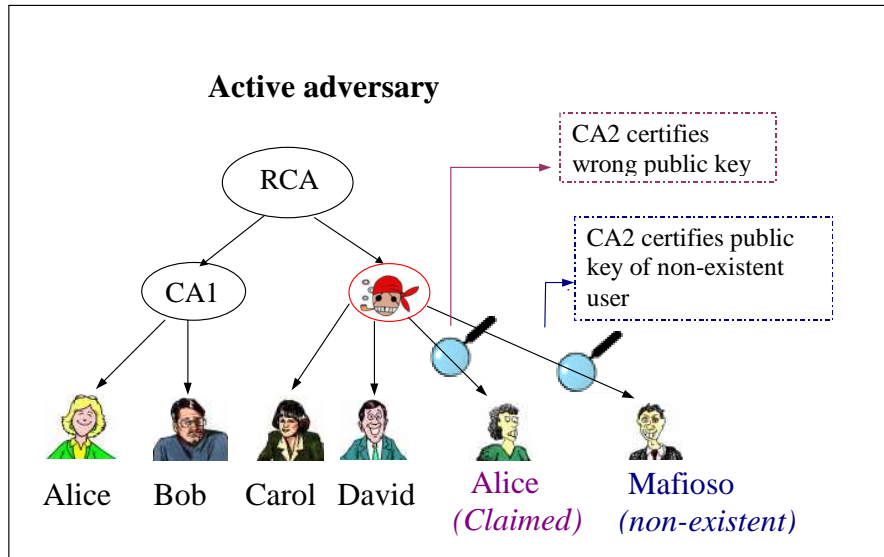 Active adversary
CA2 certifies
wrong public key
RCA
CA2 certifies public
key of non-existent
user
CA1
Alice
Bob
Carol
David
Alice
(Claimed)
Mafioso
(non-existent)